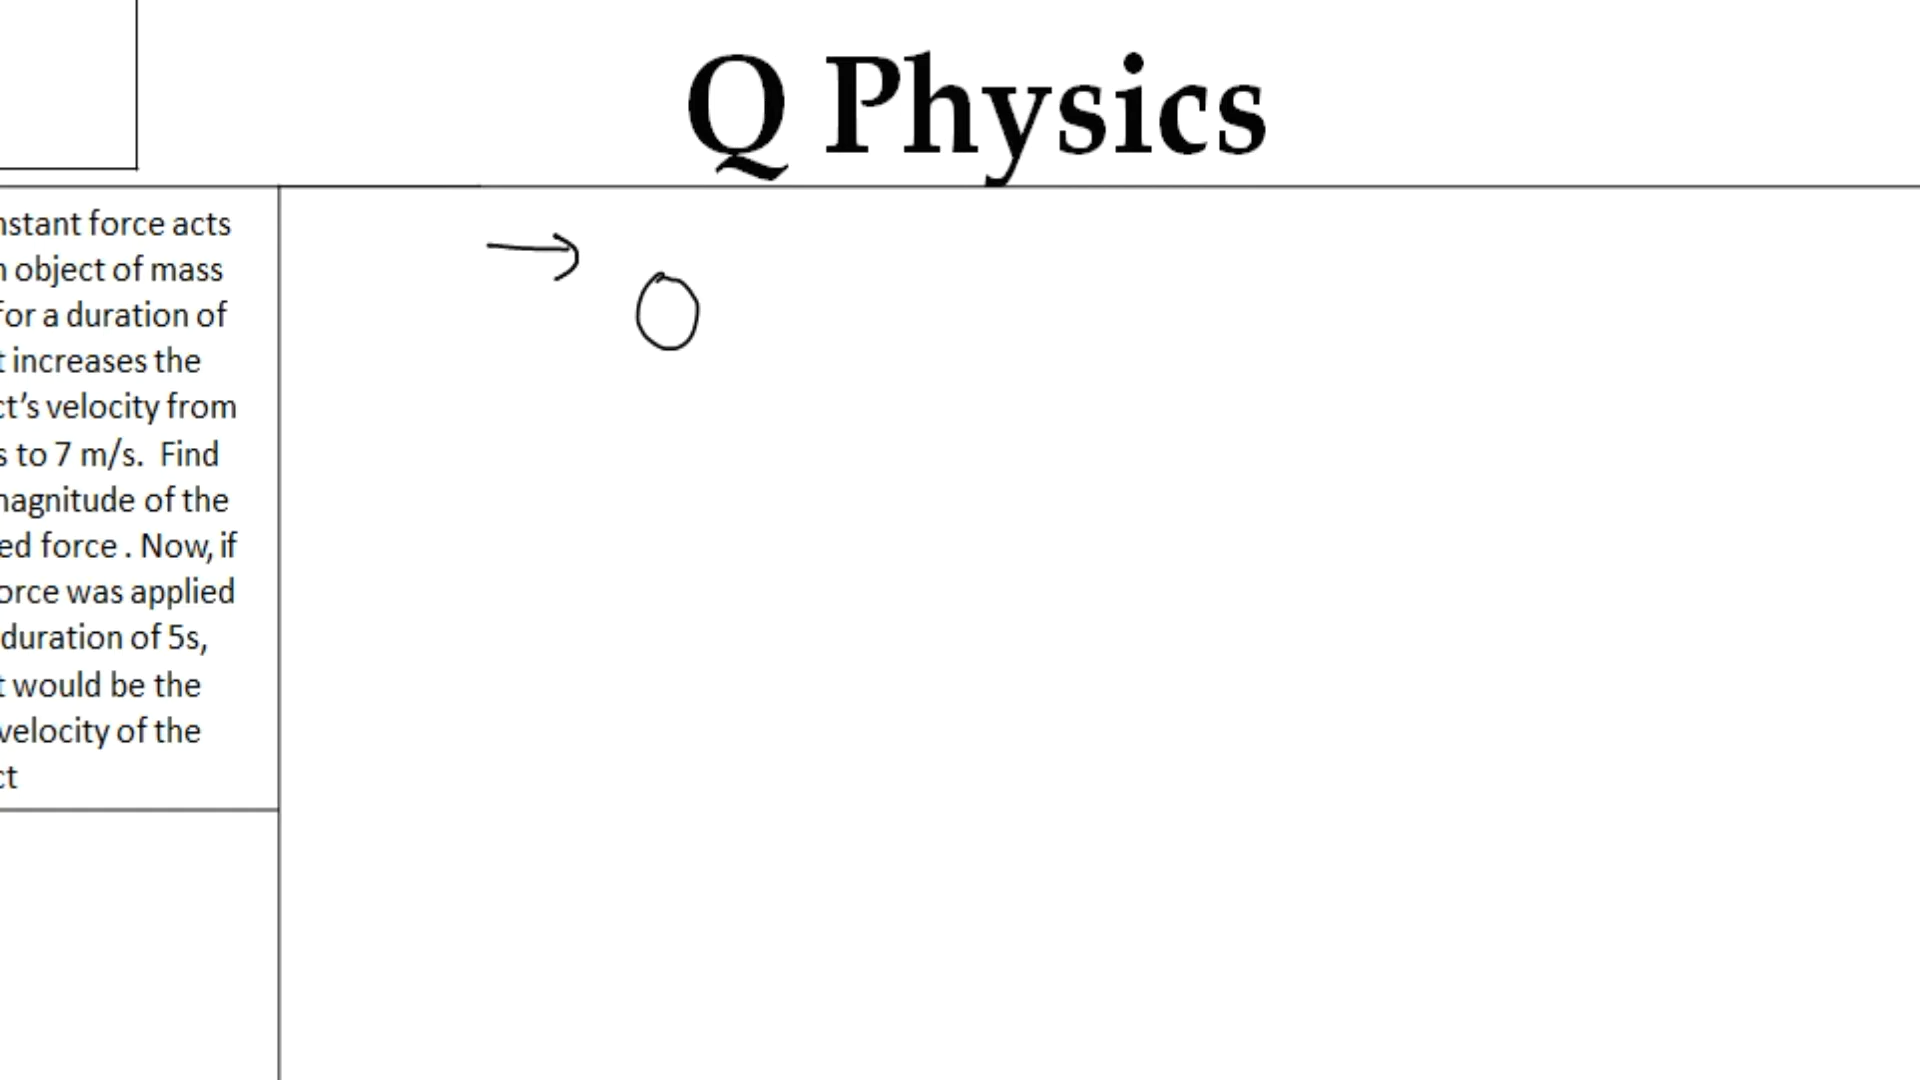 Q Physics
nstant force acts
n object of mass
for a duration of
t increases the
ct’s velocity from
s to 7 m/s. Find
nagnitude of the
ed force . Now, if
orce was applied
duration of 5s,
t would be the
velocity of the
ct